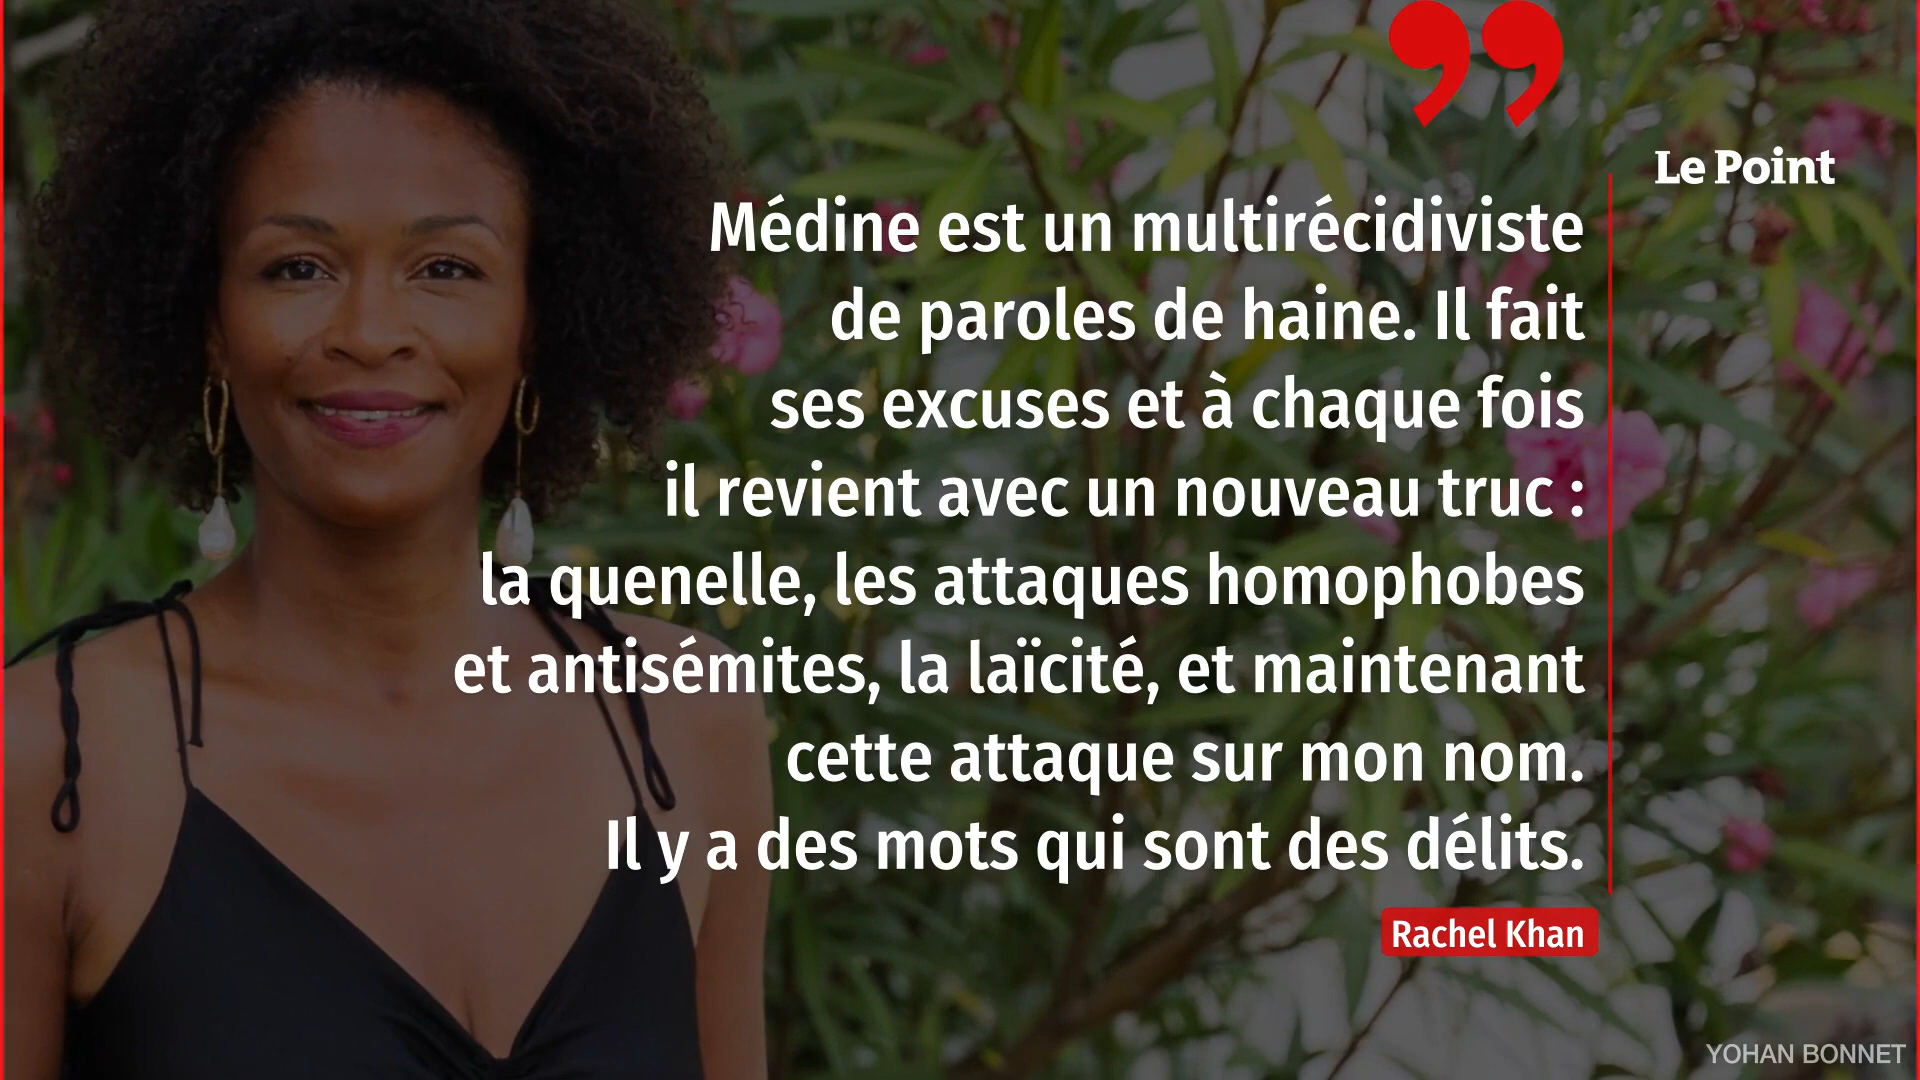 ”
Le Point
Médine est un multirécidiviste
de paroles de haine. Il fait
ses excuses et à chaque fois
il revient avec un nouveau truc :
la quenelle, les attaques homophobes
et antisémites, la laïcité, et maintenant
cette attaque sur mon nom.
Il y a des mots qui sont des délits.
Rachel Khan
YOHAN BONNET